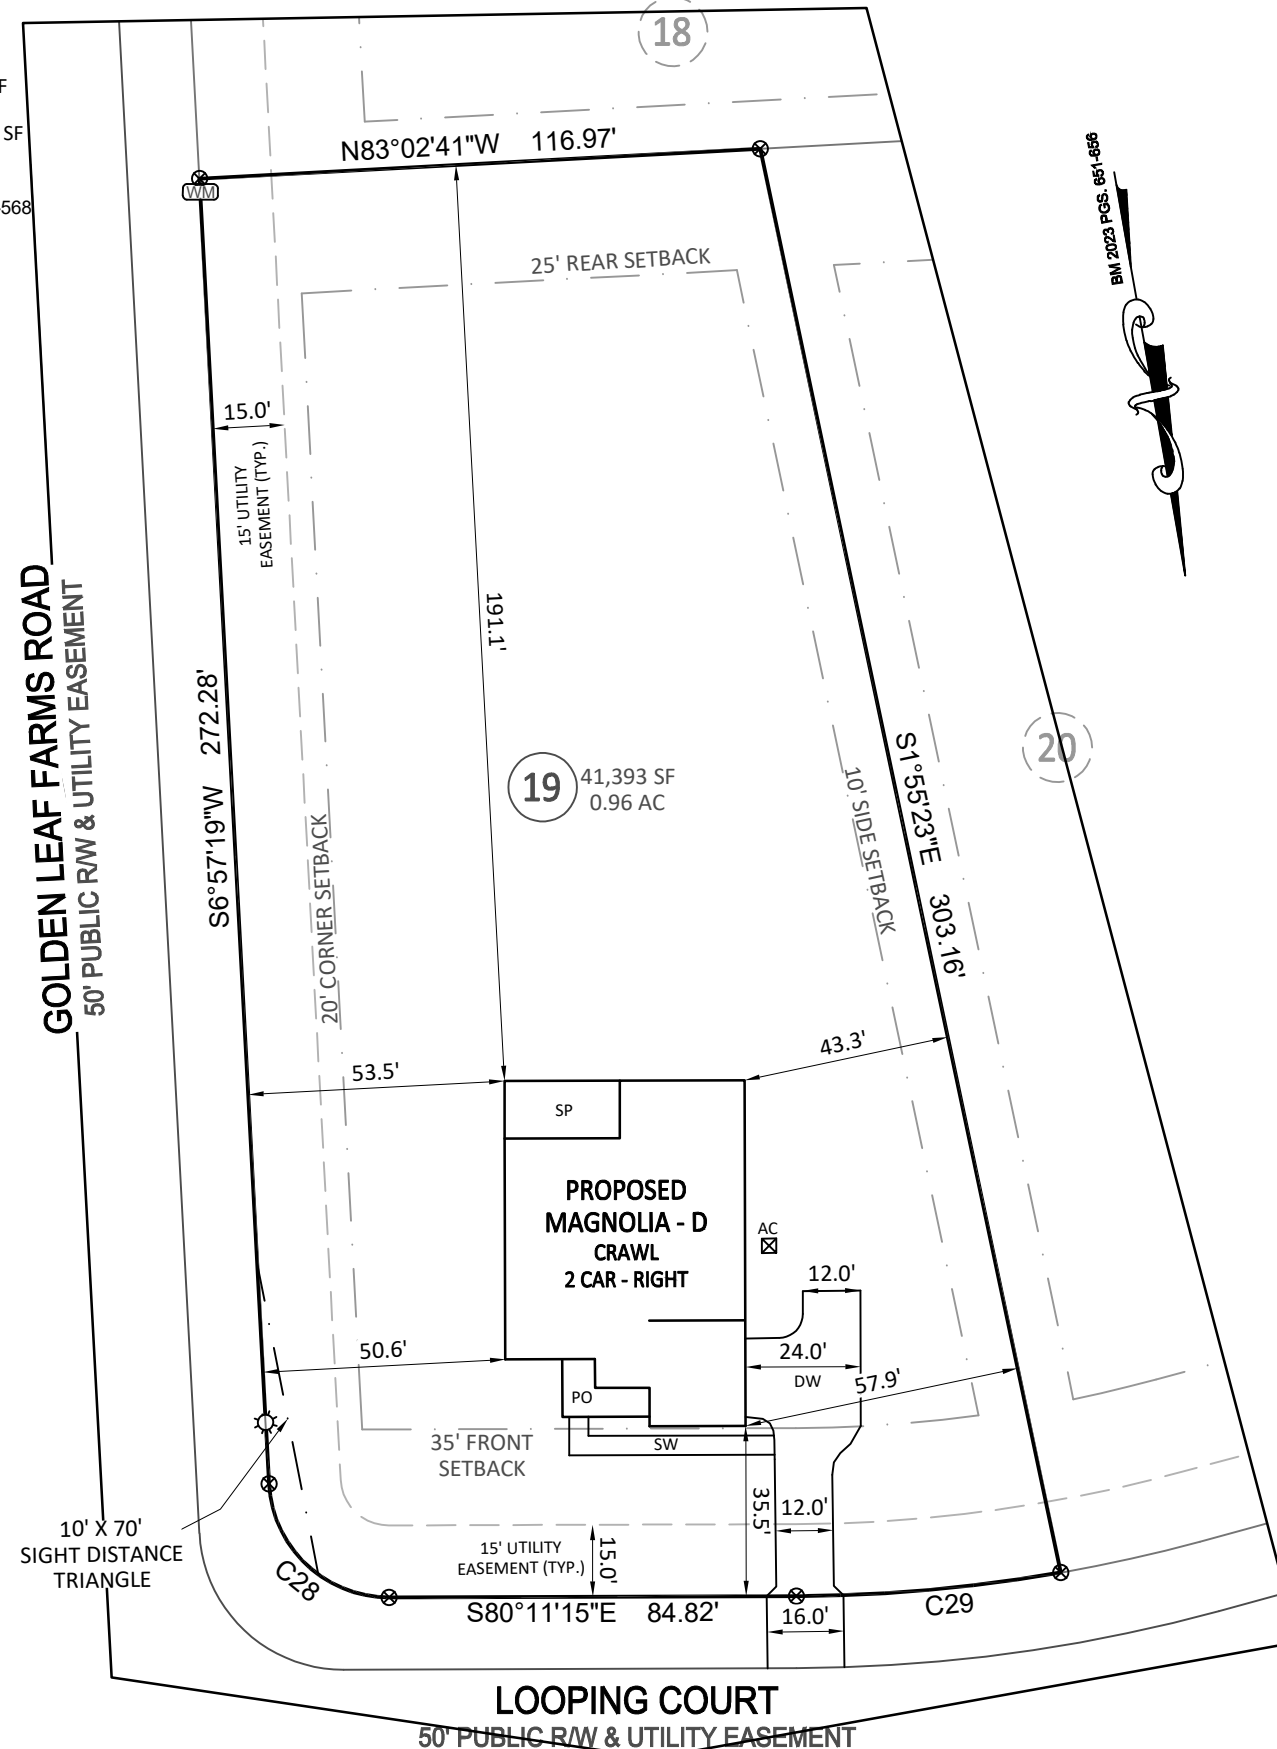 18
F
SF
568
N83°02'41"W 116.97'
WM
BM 2023 PGS. 651-656
25' REAR SETBACK
15.0'
15' UTILITY
EASEMENT (TYP.)
191.1'
GOLDEN LEAF FARMS ROAD
50' PUBLIC R/W & UTILITY EASEMENT
S6°57'19"W 272.28'
19
41,393 SF
0.96 AC
20
S1°55'23"E 303.16'
10' SIDE SETBACK
20' CORNER SETBACK
53.5'
43.3'
SP
PROPOSED
MAGNOLIA - D
CRAWL
2 CAR - RIGHT
AC
12.0'
50.6'
24.0'
DW
57.9'
PO
SW
35' FRONT
SETBACK
35.5'
12.0'
10' X 70'
SIGHT DISTANCE
TRIANGLE
15' UTILITY
EASEMENT (TYP.)
15.0'
C28
S80°11'15"E 84.82'
16.0'
C29
LOOPING COURT
50' PUBLIC R/W & UTILITY EASEMENT